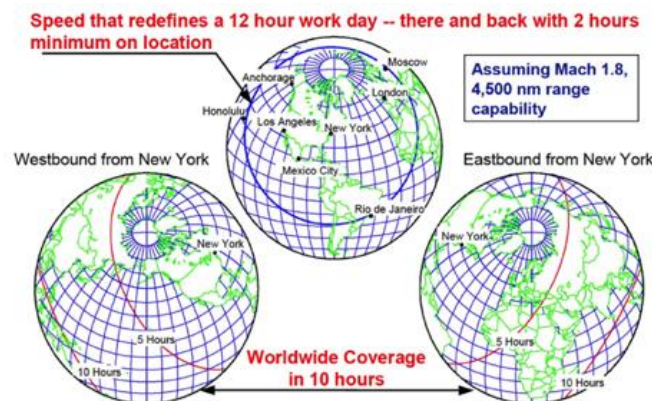 Speed that redefines a 12 hour work day -- there and back with 2 hours
minimum on location
Assuming Mach 1.8,
4,500 nm range
capability
Moscow
Anchorage
London
Honolulu
Los Angeles
New York
Mexico City
Rio de Janeiro
Westbound from New York
Eastbound from New York
New York
New York
5 Hours
5 Hours
10 Hours
10 Hours
Worldwide Coverage
in 10 hours